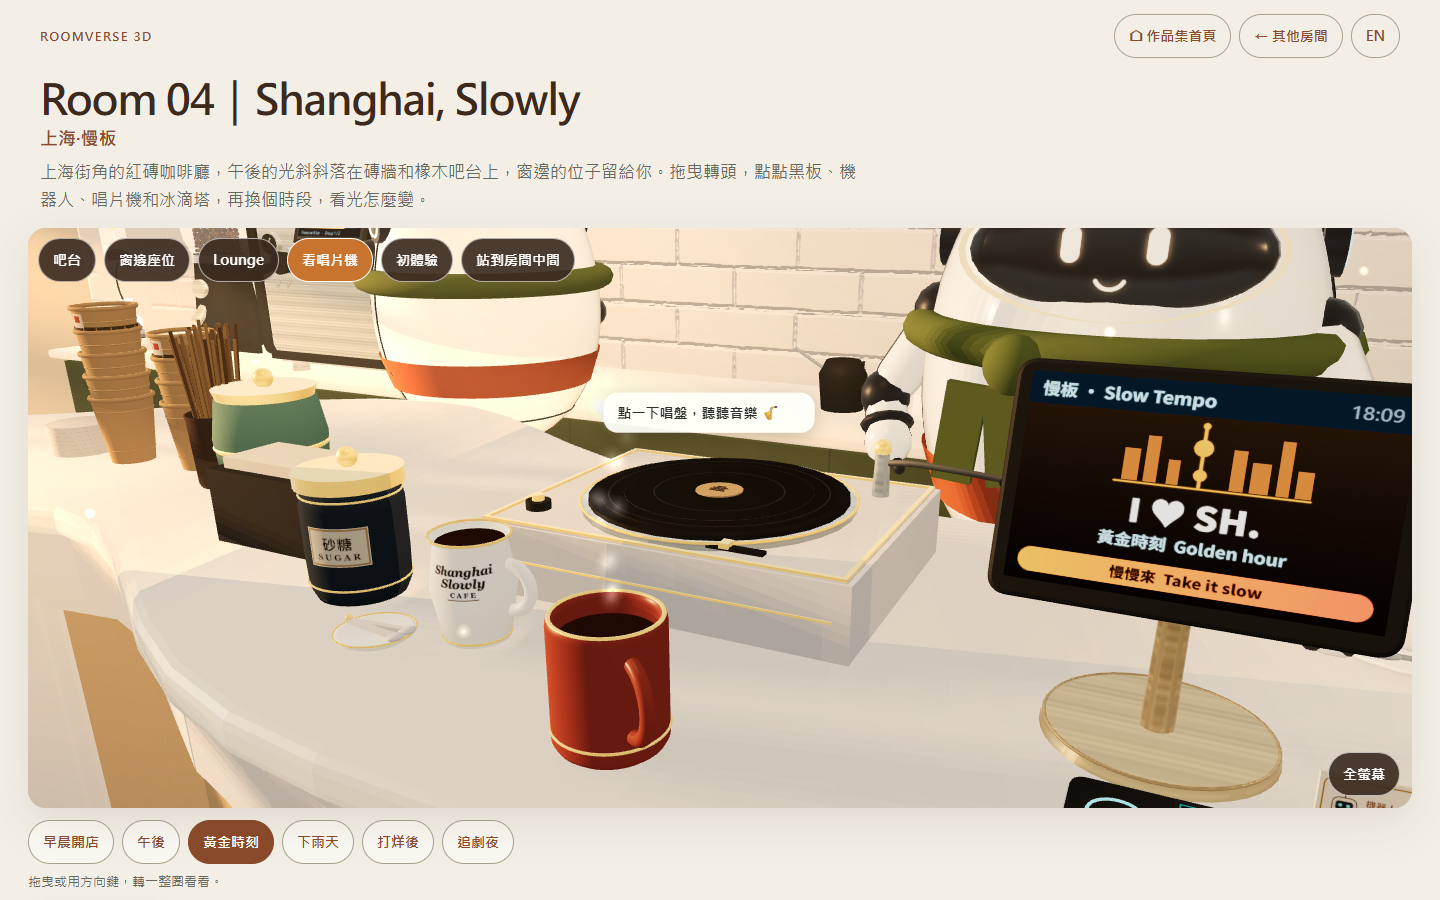 ROOMVERSE 3D
作品集首頁
← 其他房間
EN
Room 04 | Shanghai, Slowly
上海·慢板
上海街角的紅磚咖啡廳，午後的光斜斜落在磚牆和橡木吧台上，窗邊的位子留給你。拖曳轉頭，點點黑板、機
器人、唱片機和冰滴塔，再換個時段，看光怎麼變。
吧台
窗邊座位
Lounge
看唱片機
初體驗
站到房間中間
點一下唱盤，聽聽音樂 🎷
慢板 · Slow Tempo
18:09
I ♥ SH.
黃金時刻 Golden hour
慢慢來 Take it slow
砂糖
SUGAR
Shanghai
Slowly
CAFE
全螢幕
早晨開店
午後
黃金時刻
下雨天
打烊後
追劇夜
拖曳或用方向鍵，轉一整圈看看。